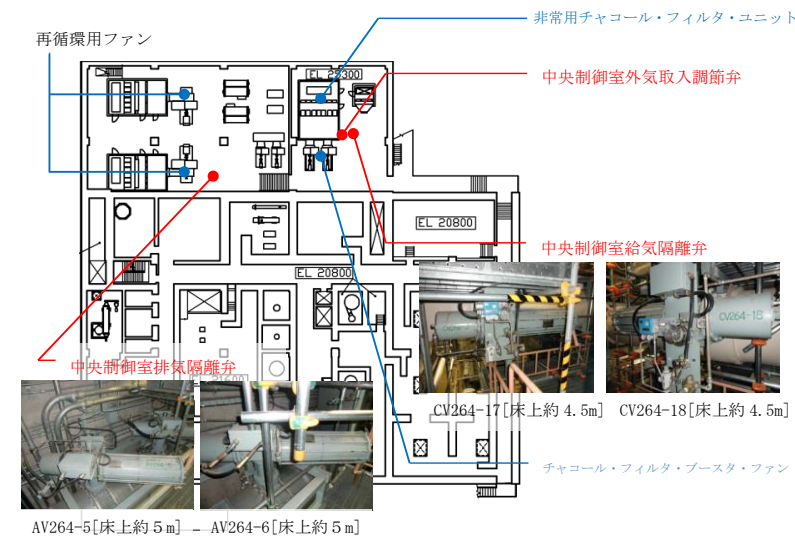 非常用チャコール・フィルタ・ユニット
再循環用ファン
EL 25300
中央制御室外気取入調節弁
EL 20800
中央制御室給気隔離弁
EL 20800
中央制御室排気隔離弁
CV264-18
CV264-17[床上約 4.5m]
CV264-18[床上約 4.5m]
チャコール・フィルタ・ブースタ・ファン
AV264-5[床上約５m] － AV264-6[床上約５m]